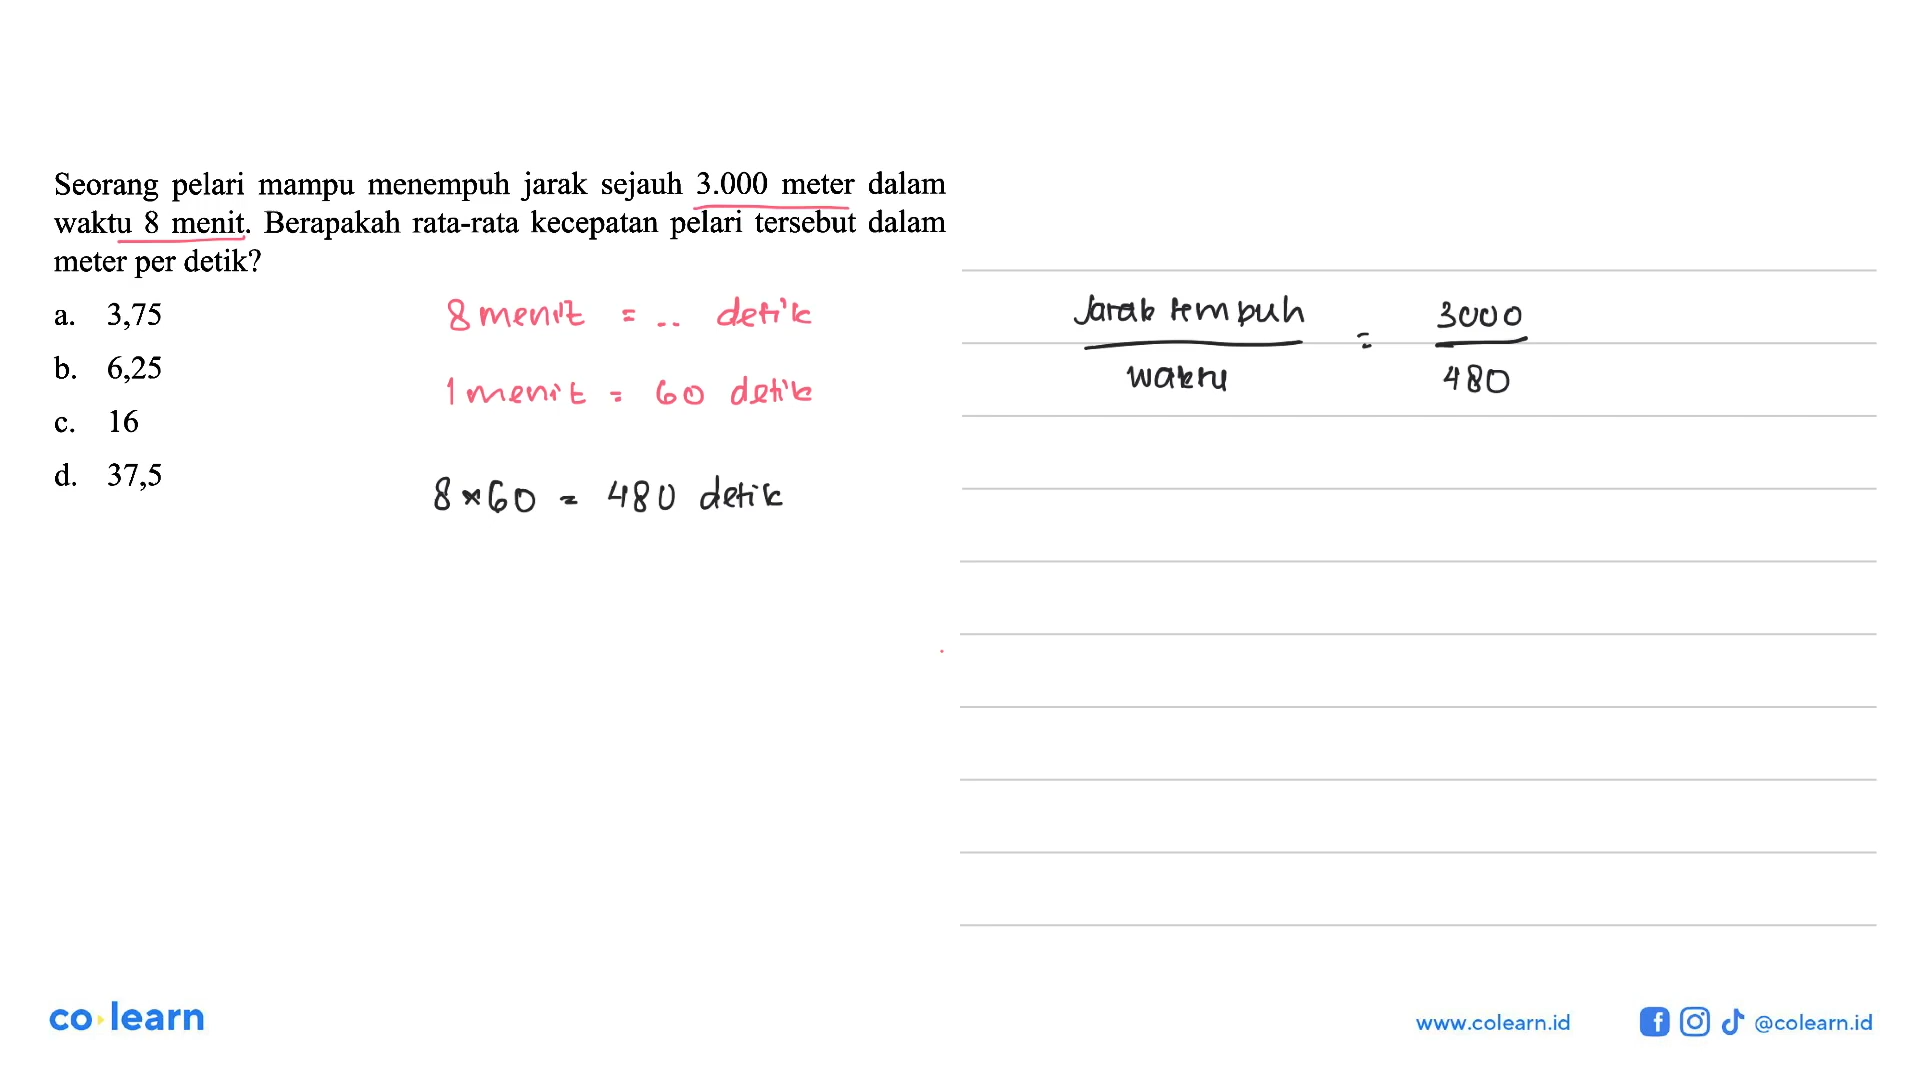 Seorang pelari mampu menempuh jarak sejauh 3.000 meter dalam
waktu 8 menit. Berapakah rata-rata kecepatan pelari tersebut dalam
meter per detik?
a. 3,75
b. 6,25
c. 16
d. 37,5
8 menit = .. detik
1 menit = 60 detik
8 × 60 = 480 detik
Jarak tempuh = 3000
waktu 480
co learn
www.colearn.id
@colearn.id